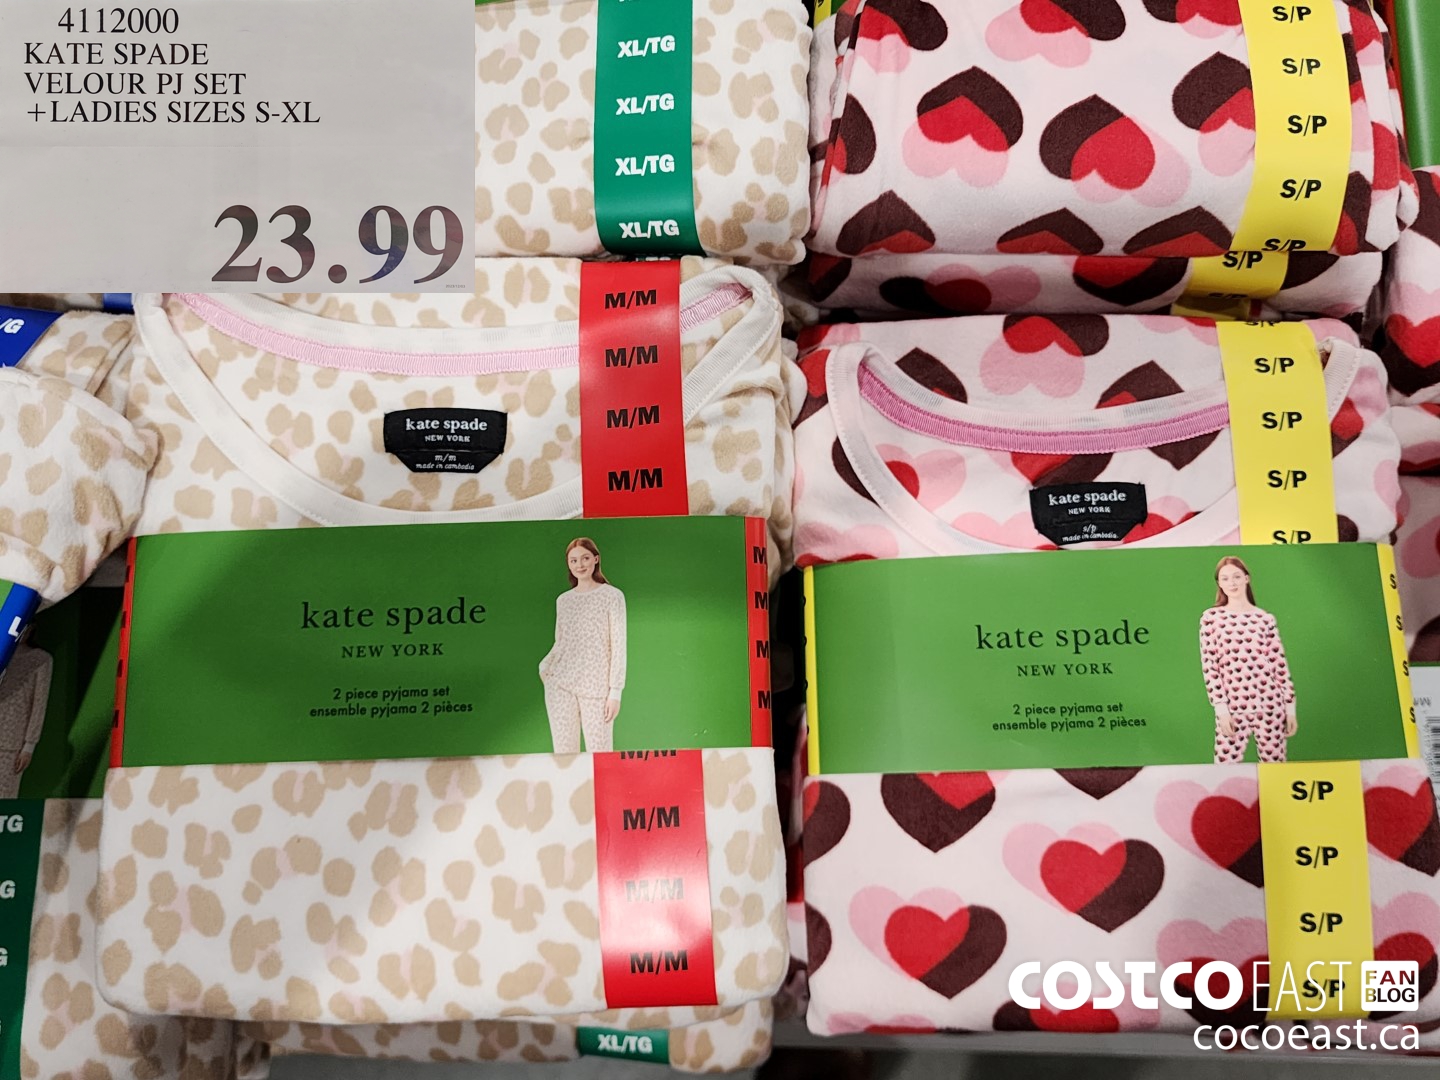 4112000
KATE SPADE
VELOUR PJ SET
+LADIES SIZES S-XL
23.99
XL/TG
XL/TG
XL/TG
XL/TG
S/P
S/P
S/P
S/P
S/P
S/P
/G
M/M
M/M
M/M
M/M
kate spade
NEW YORK
m/m
made in cambodia
S/P
S/P
S/P
S/P
S/P
kate spade
NEW YORK
s/p
made in cambodia
kate spade
NEW YORK
2 piece pyjama set
ensemble pyjama 2 pièces
M
M
M
M
kate spade
NEW YORK
2 piece pyjama set
ensemble pyjama 2 pièces
S
S
S
S
L
TG
G
G
M/M
M/M
M/M
M/M
S/P
S/P
S/P
S/P
XL/TG
COSTCO EAST FAN BLOG
cocoeast.ca